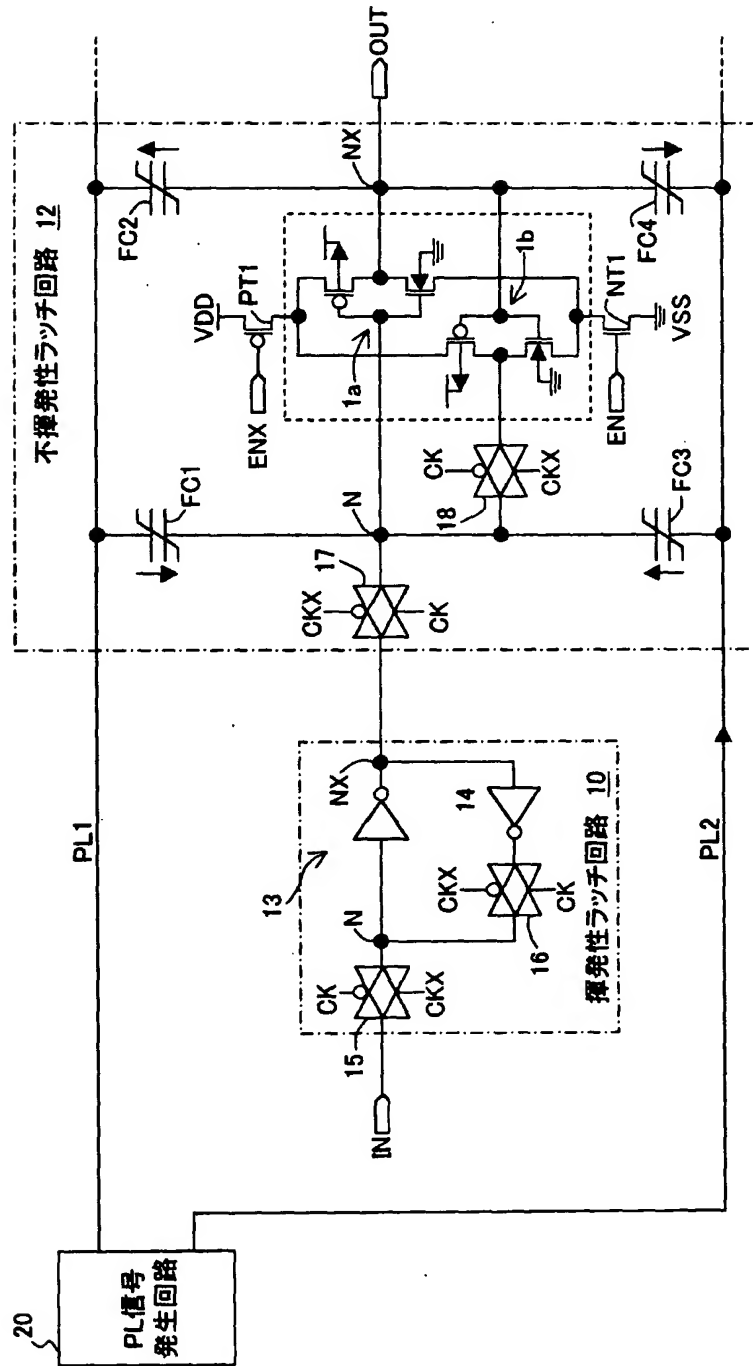 20
PL信号
発生回路
PL1
PL2
IN
15
CK
CKX
N
13
NX
14
CKX
CK
16
揮発性ラッチ回路 10
不揮発性ラッチ回路 12
17
CKX
CK
N
FC1
FC2
FC3
FC4
18
CK
CKX
VDD
PT1
ENX
1a
1b
EN
NT1
VSS
NX
OUT